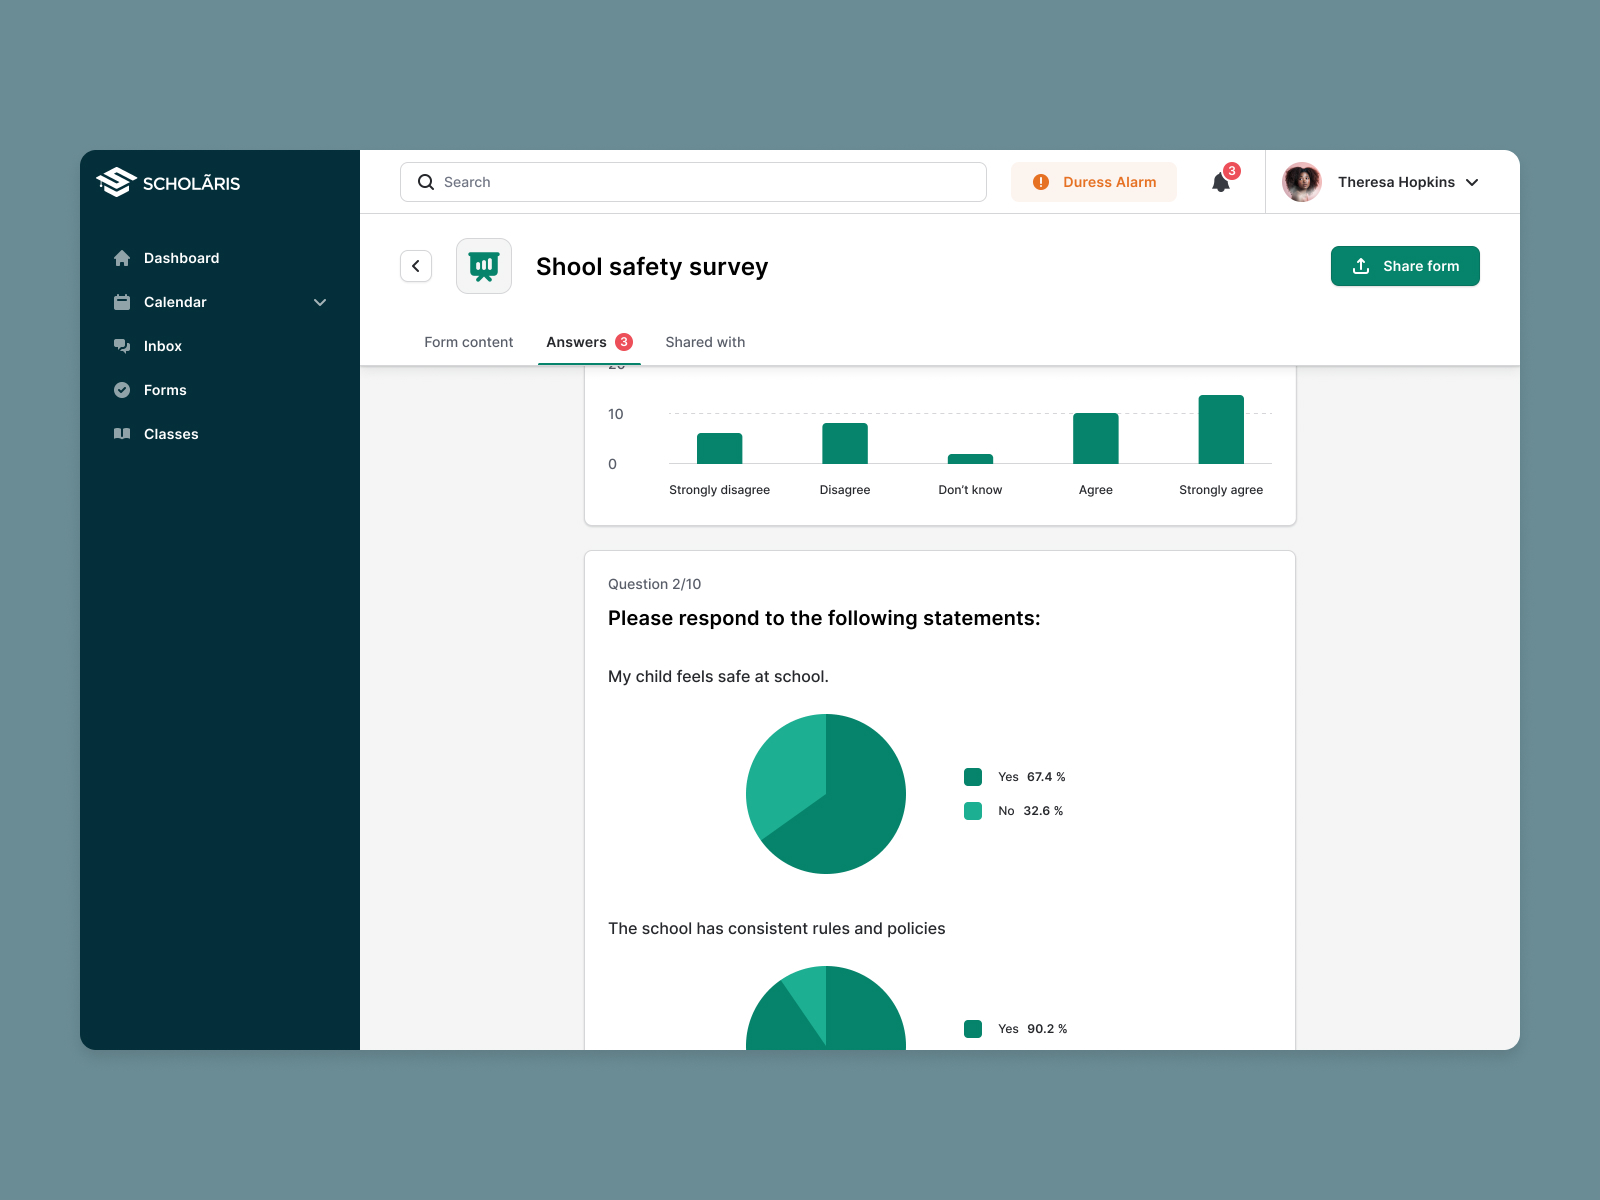 SCHOLĀRIS
Search
Duress Alarm
3
Theresa Hopkins
Dashboard
Calendar
Inbox
Forms
Classes
Shool safety survey
Share form
Form content
Answers 3
Shared with
20
10
0
Strongly disagree
Disagree
Don't know
Agree
Strongly agree
Question 2/10
Please respond to the following statements:
My child feels safe at school.
Yes 67.4 %
No 32.6 %
The school has consistent rules and policies
Yes 90.2 %